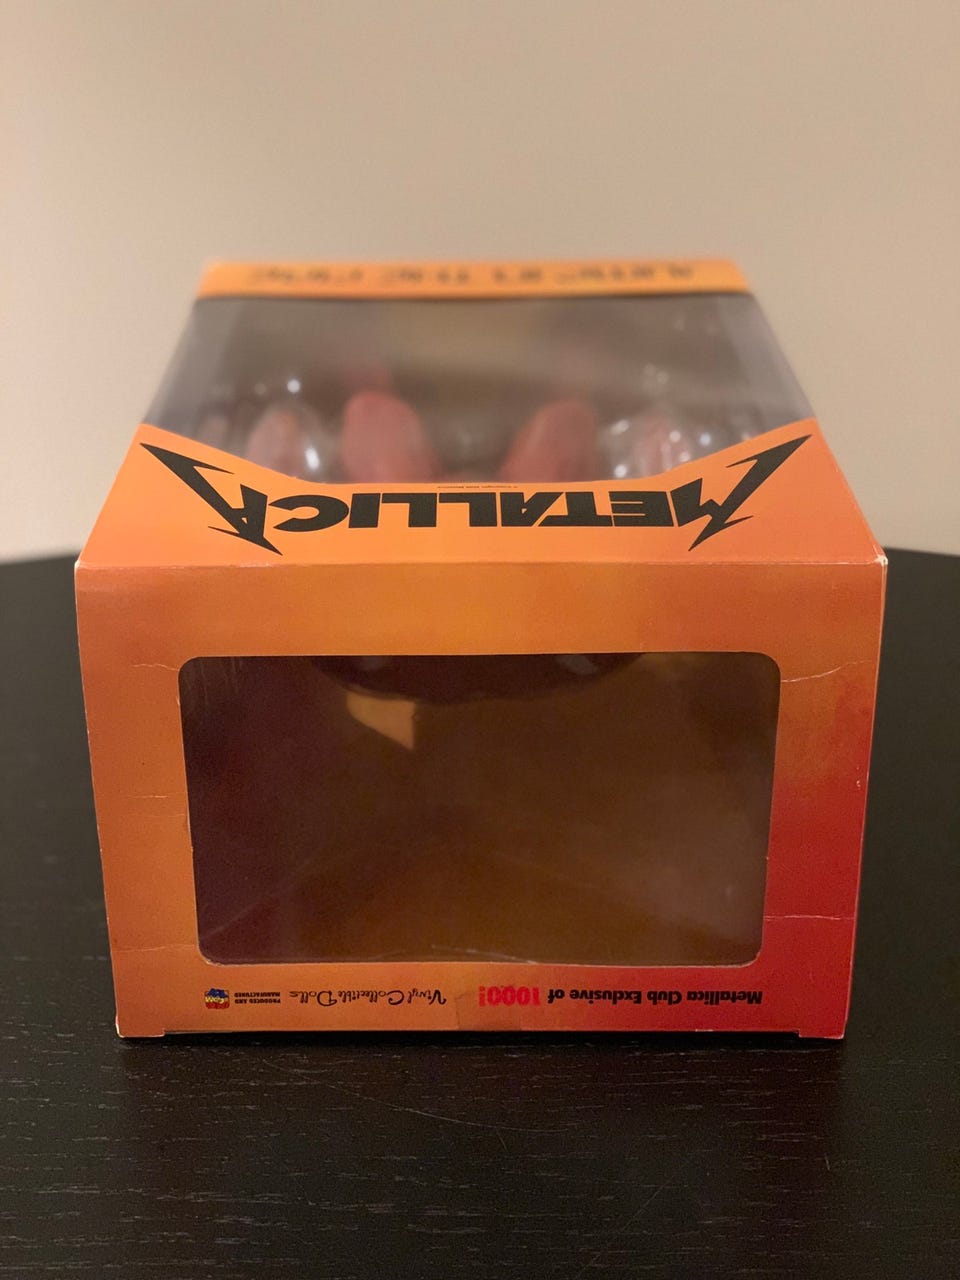 METALLICA
Metallica Club Exclusive of 1000!
Vinyl Collectible Dolls
PRODUCED AND
MANUFACTURED